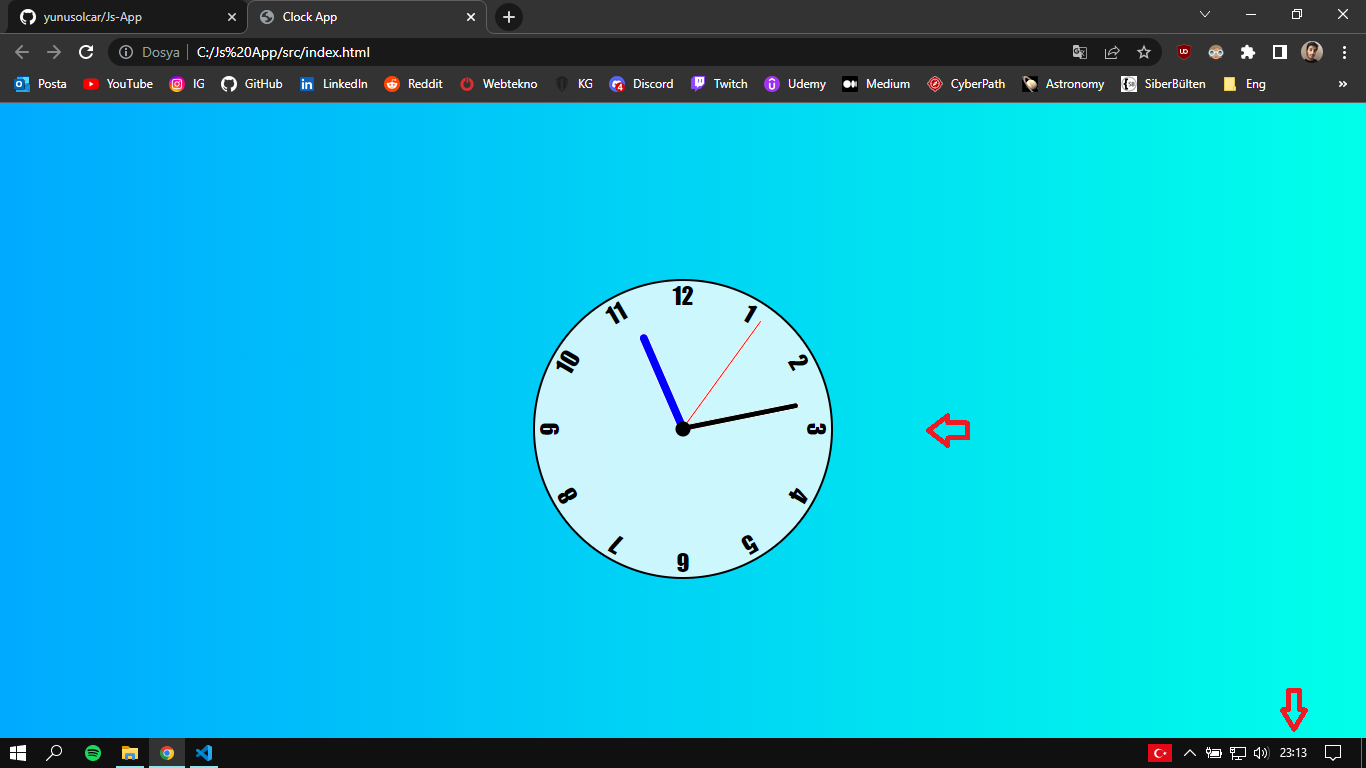 yunusolcar/Js-App
Clock App
Dosya C:/Js%20App/src/index.html
UD
Posta YouTube IG GitHub LinkedIn Reddit Webtekno KG 4 Discord Twitch Udemy Medium CyberPath Astronomy SiberBülten Eng »
12
1
2
3
4
5
6
7
8
9
10
11
23:13